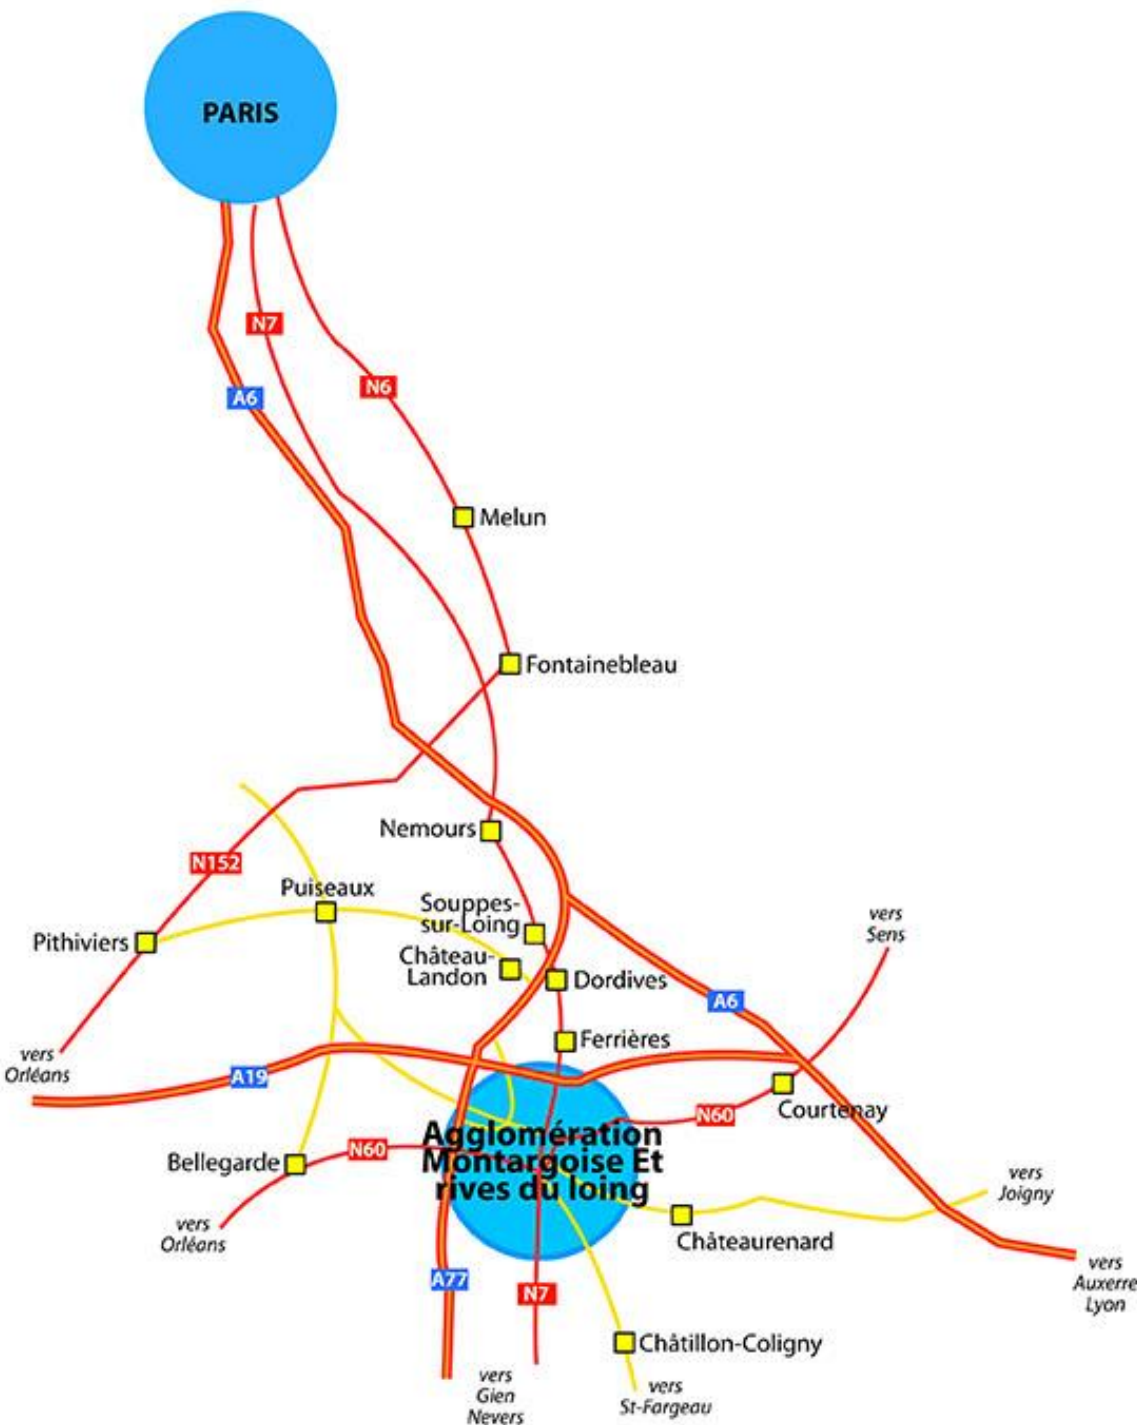 PARIS
N7
N6
A6
Melun
Fontainebleau
Nemours
N152
Puiseaux
Souppes-
sur-Loing
vers
Sens
Pithiviers
Château-
Landon
Dordives
A6
Ferrières
vers
Orléans
A19
Courtenay
N60
Agglomération
Montargoise Et
rives du loing
N60
Bellegarde
vers
Joigny
vers
Orléans
Châteaurenard
A77
N7
vers
Auxerre
Lyon
Châtillon-Coligny
vers
Gien
Nevers
vers
St-Fargeau